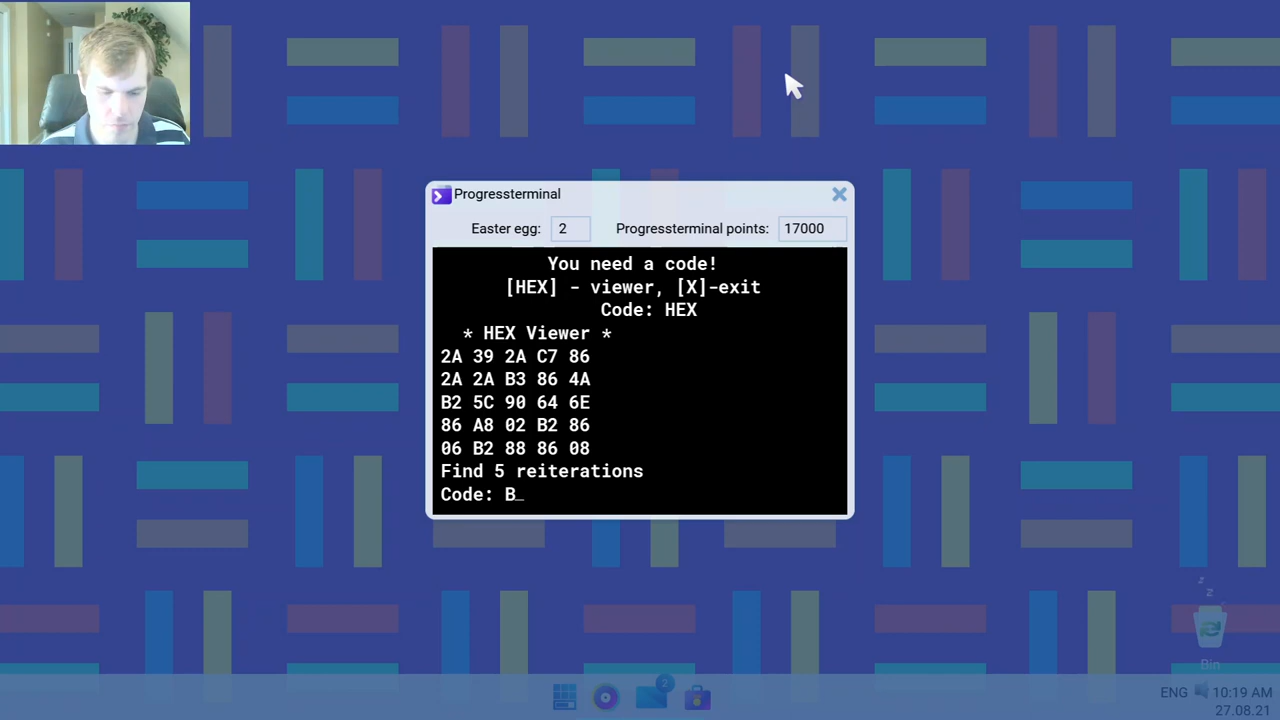 Progressterminal
Easter egg: 2 Progressterminal points: 17000
You need a code!
[HEX] - viewer, [X]-exit
Code: HEX
* HEX Viewer *
2A 39 2A C7 86
2A 2A B3 86 4A
B2 5C 90 64 6E
86 A8 02 B2 86
06 B2 88 86 08
Find 5 reiterations
Code: B_
z
z
Bin
2
ENG 10:19 AM
27.08.21